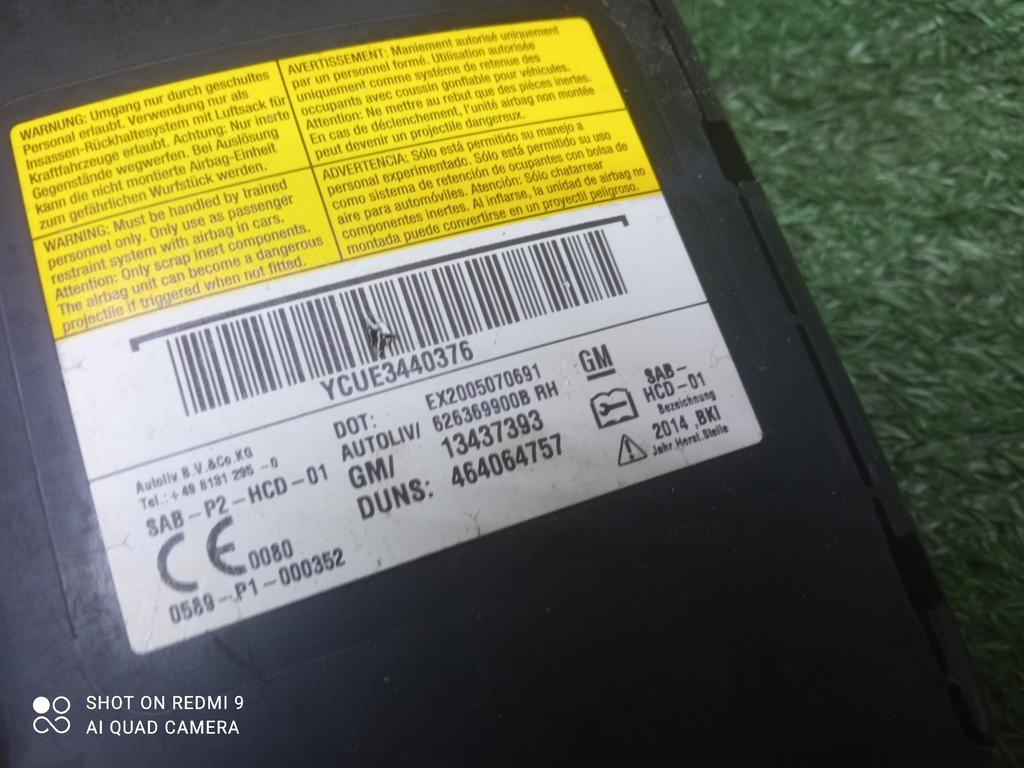 WARNUNG: Umgang nur durch geschultes
Personal erlaubt. Verwendung nur als
Insassen-Rückhaltesystem mit Luftsack für
Kraftfahrzeuge erlaubt. Achtung: Nur inerte
Gegenstände wegwerfen. Bei Auslösung
kann die nicht montierte Airbag-Einheit
zum gefährlichen Wurfstück werden.
AVERTISSEMENT: Maniement autorisé uniquement
par un personnel formé. Utilisation autorisée
uniquement comme système de retenue des
occupants avec coussin gonflable pour véhicules.
Attention: Ne mettre au rebut que des pièces inertes.
En cas de déclenchement, l'unité airbag non montée
peut devenir un projectile dangereux.
WARNING: Must be handled by trained
personnel only. Only use as passenger
restraint system with airbag in cars.
Attention: Only scrap inert components.
The airbag unit can become a dangerous
projectile if triggered when not fitted.
ADVERTENCIA: Sólo está permitido su manejo a
personal experimentado. Sólo está permitido su uso
como sistema de retención de ocupantes con bolsa de
aire para automóviles. Atención: Sólo chatarrear
componentes inertes. Al inflarse, la unidad de airbag no
montada puede convertirse en un proyectil peligroso.
YCUE3440376
Autoliv B.V.&Co.KG
Tel.: +49 8131 295 -0
SAB-P2-HCD-01
CE 0080
0589-P1-000352
DOT: EX2005070691
AUTOLIV/ 626369900B RH
GM/ 13437393
DUNS: 464064757
GM
SAB-
HCD-01
Bezeichnung
2014 ,BKI
Jahr,Herst.Stelle
SHOT ON REDMI 9
AI QUAD CAMERA